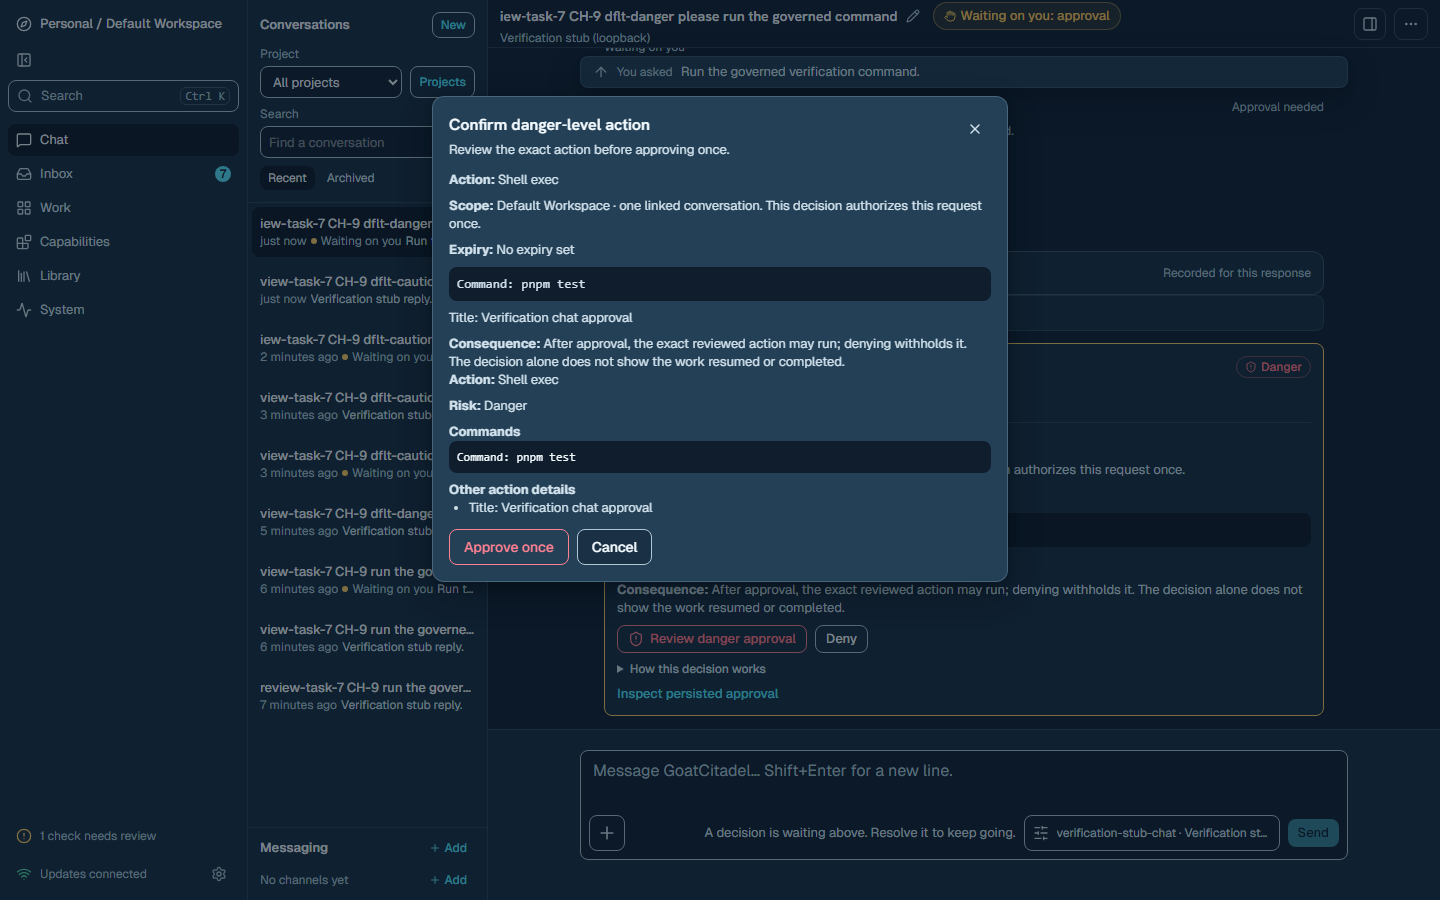 Personal / Default Workspace
Search Ctrl K
Chat
Inbox 7
Work
Capabilities
Library
System
1 check needs review
Updates connected
Conversations New
Project
All projects Projects
Search
Find a conversation
Recent Archived
iew-task-7 CH-9 dflt-danger
just now Waiting on you Run
view-task-7 CH-9 dflt-cautio
just now Verification stub reply.
iew-task-7 CH-9 dflt-caution
2 minutes ago Waiting on you
view-task-7 CH-9 dflt-cautio
3 minutes ago Verification stub
view-task-7 CH-9 dflt-cautio
3 minutes ago Waiting on you
view-task-7 CH-9 dflt-dange
5 minutes ago Verification stub
view-task-7 CH-9 run the go
6 minutes ago Waiting on you Run t...
view-task-7 CH-9 run the governe...
6 minutes ago Verification stub reply.
review-task-7 CH-9 run the gover...
7 minutes ago Verification stub reply.
Messaging + Add
No channels yet + Add
iew-task-7 CH-9 dflt-danger please run the governed command Waiting on you: approval
Verification stub (loopback)
Waiting on you
You asked Run the governed verification command.
Approval needed
d.
Recorded for this response
Danger
authorizes this request once.
Consequence: After approval, the exact reviewed action may run; denying withholds it. The decision alone does not
show the work resumed or completed.
Review danger approval Deny
How this decision works
Inspect persisted approval
Message GoatCitadel... Shift+Enter for a new line.
A decision is waiting above. Resolve it to keep going. verification-stub-chat · Verification st... Send
Confirm danger-level action
Review the exact action before approving once.
Action: Shell exec
Scope: Default Workspace · one linked conversation. This decision authorizes this request
once.
Expiry: No expiry set
Command: pnpm test
Title: Verification chat approval
Consequence: After approval, the exact reviewed action may run; denying withholds it.
The decision alone does not show the work resumed or completed.
Action: Shell exec
Risk: Danger
Commands
Command: pnpm test
Other action details
• Title: Verification chat approval
Approve once Cancel